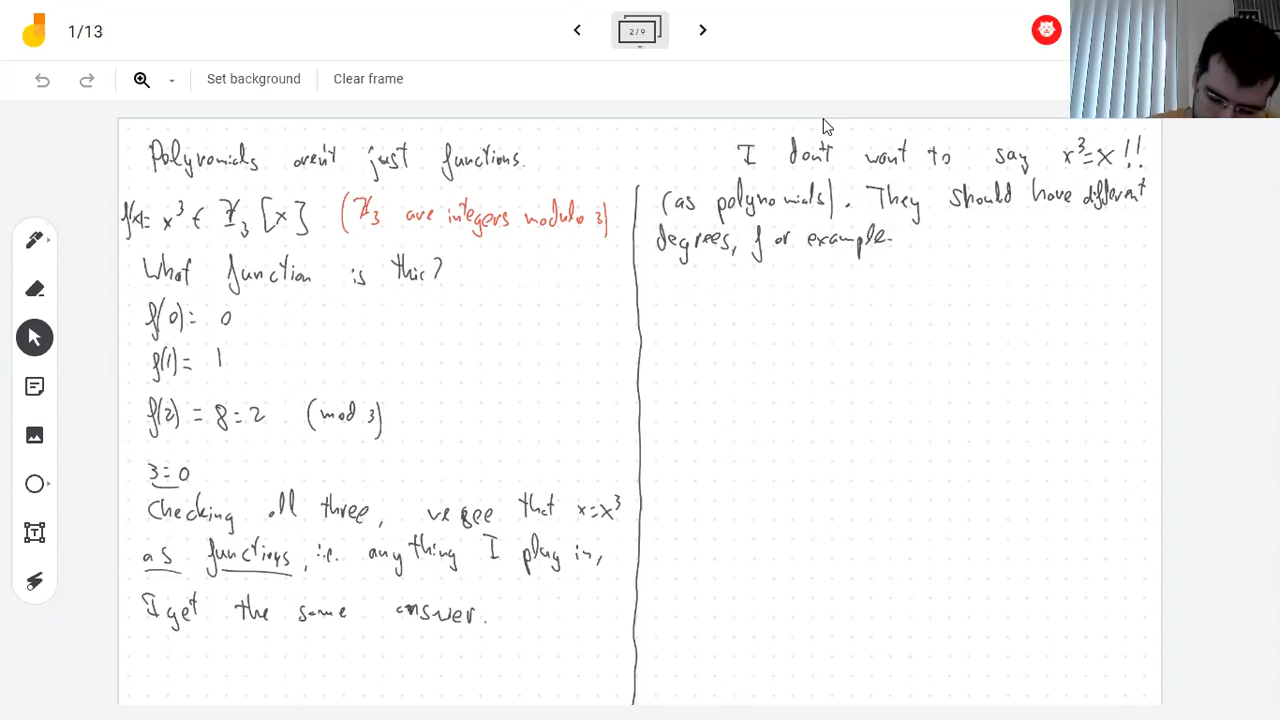 1/13
2/9
Set background
Clear frame
Polynomials aren't just functions.
f(x)= x³ ∈ ℤ₃ [x] (ℤ₃ are integers modulo 3)
What function is this?
f(0)= 0
f(1)= 1
f(2) = 8=2 (mod 3)
3=0
Checking all three, we see that x=x³
as functions, i.e. anything I plug in,
I get the same answer.
I don't want to say x³=x!!
(as polynomials). They should have different
degrees, for example.